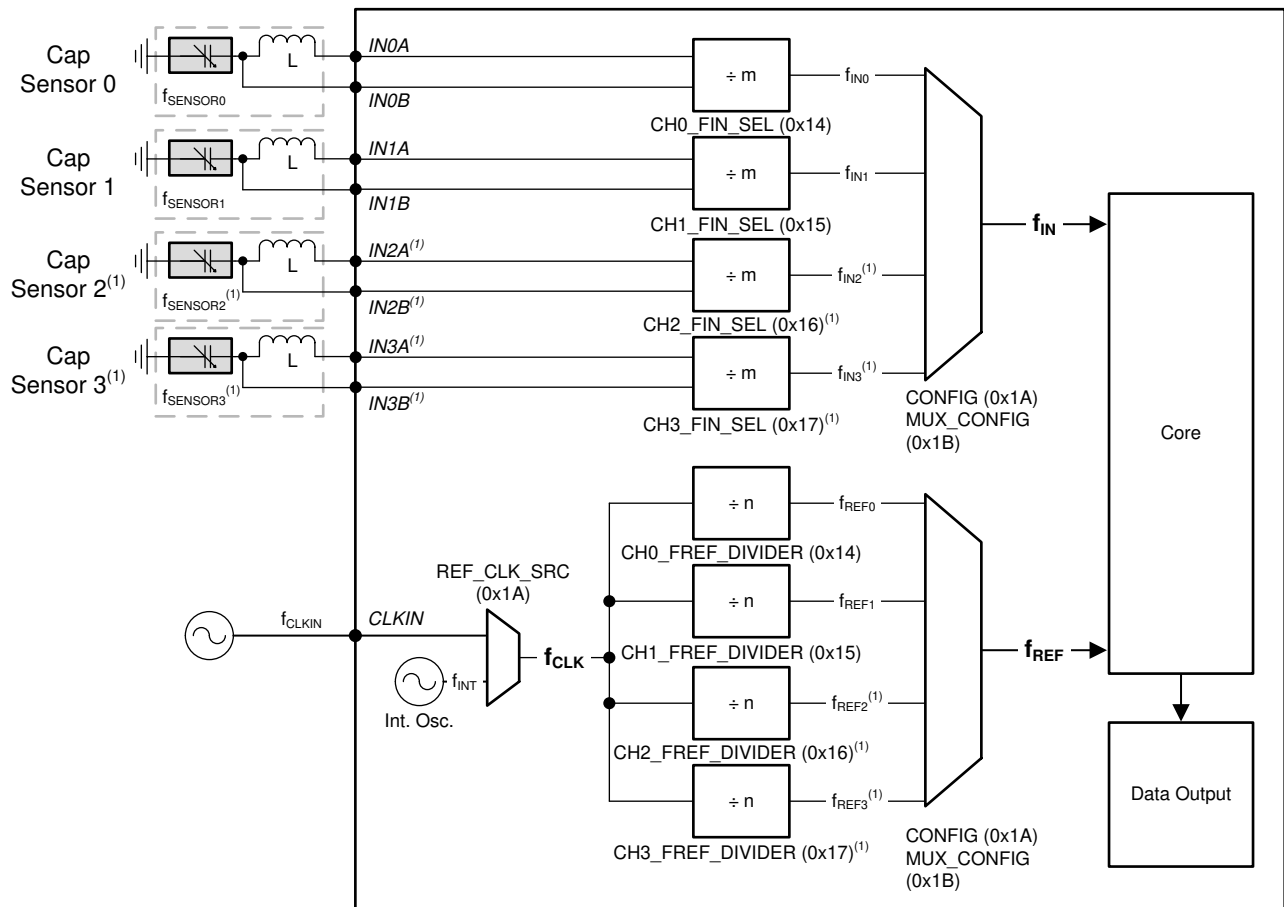 Cap
Sensor 0
L
fSENSOR0
IN0A
IN0B
÷ m
fIN0
CH0_FIN_SEL (0x14)
Cap
Sensor 1
L
fSENSOR1
IN1A
IN1B
÷ m
fIN1
CH1_FIN_SEL (0x15)
Cap
Sensor 2(1)
L
fSENSOR2(1)
IN2A(1)
IN2B(1)
÷ m
fIN2(1)
CH2_FIN_SEL (0x16)(1)
Cap
Sensor 3(1)
L
fSENSOR3(1)
IN3A(1)
IN3B(1)
÷ m
fIN3(1)
CH3_FIN_SEL (0x17)(1)
CONFIG (0x1A)
MUX_CONFIG
(0x1B)
fIN
Core
fCLKIN
CLKIN
REF_CLK_SRC
(0x1A)
fINT
Int. Osc.
fCLK
÷ n
fREF0
CH0_FREF_DIVIDER (0x14)
÷ n
fREF1
CH1_FREF_DIVIDER (0x15)
÷ n
fREF2(1)
CH2_FREF_DIVIDER (0x16)(1)
÷ n
fREF3(1)
CH3_FREF_DIVIDER (0x17)(1)
CONFIG (0x1A)
MUX_CONFIG
(0x1B)
fREF
Data Output